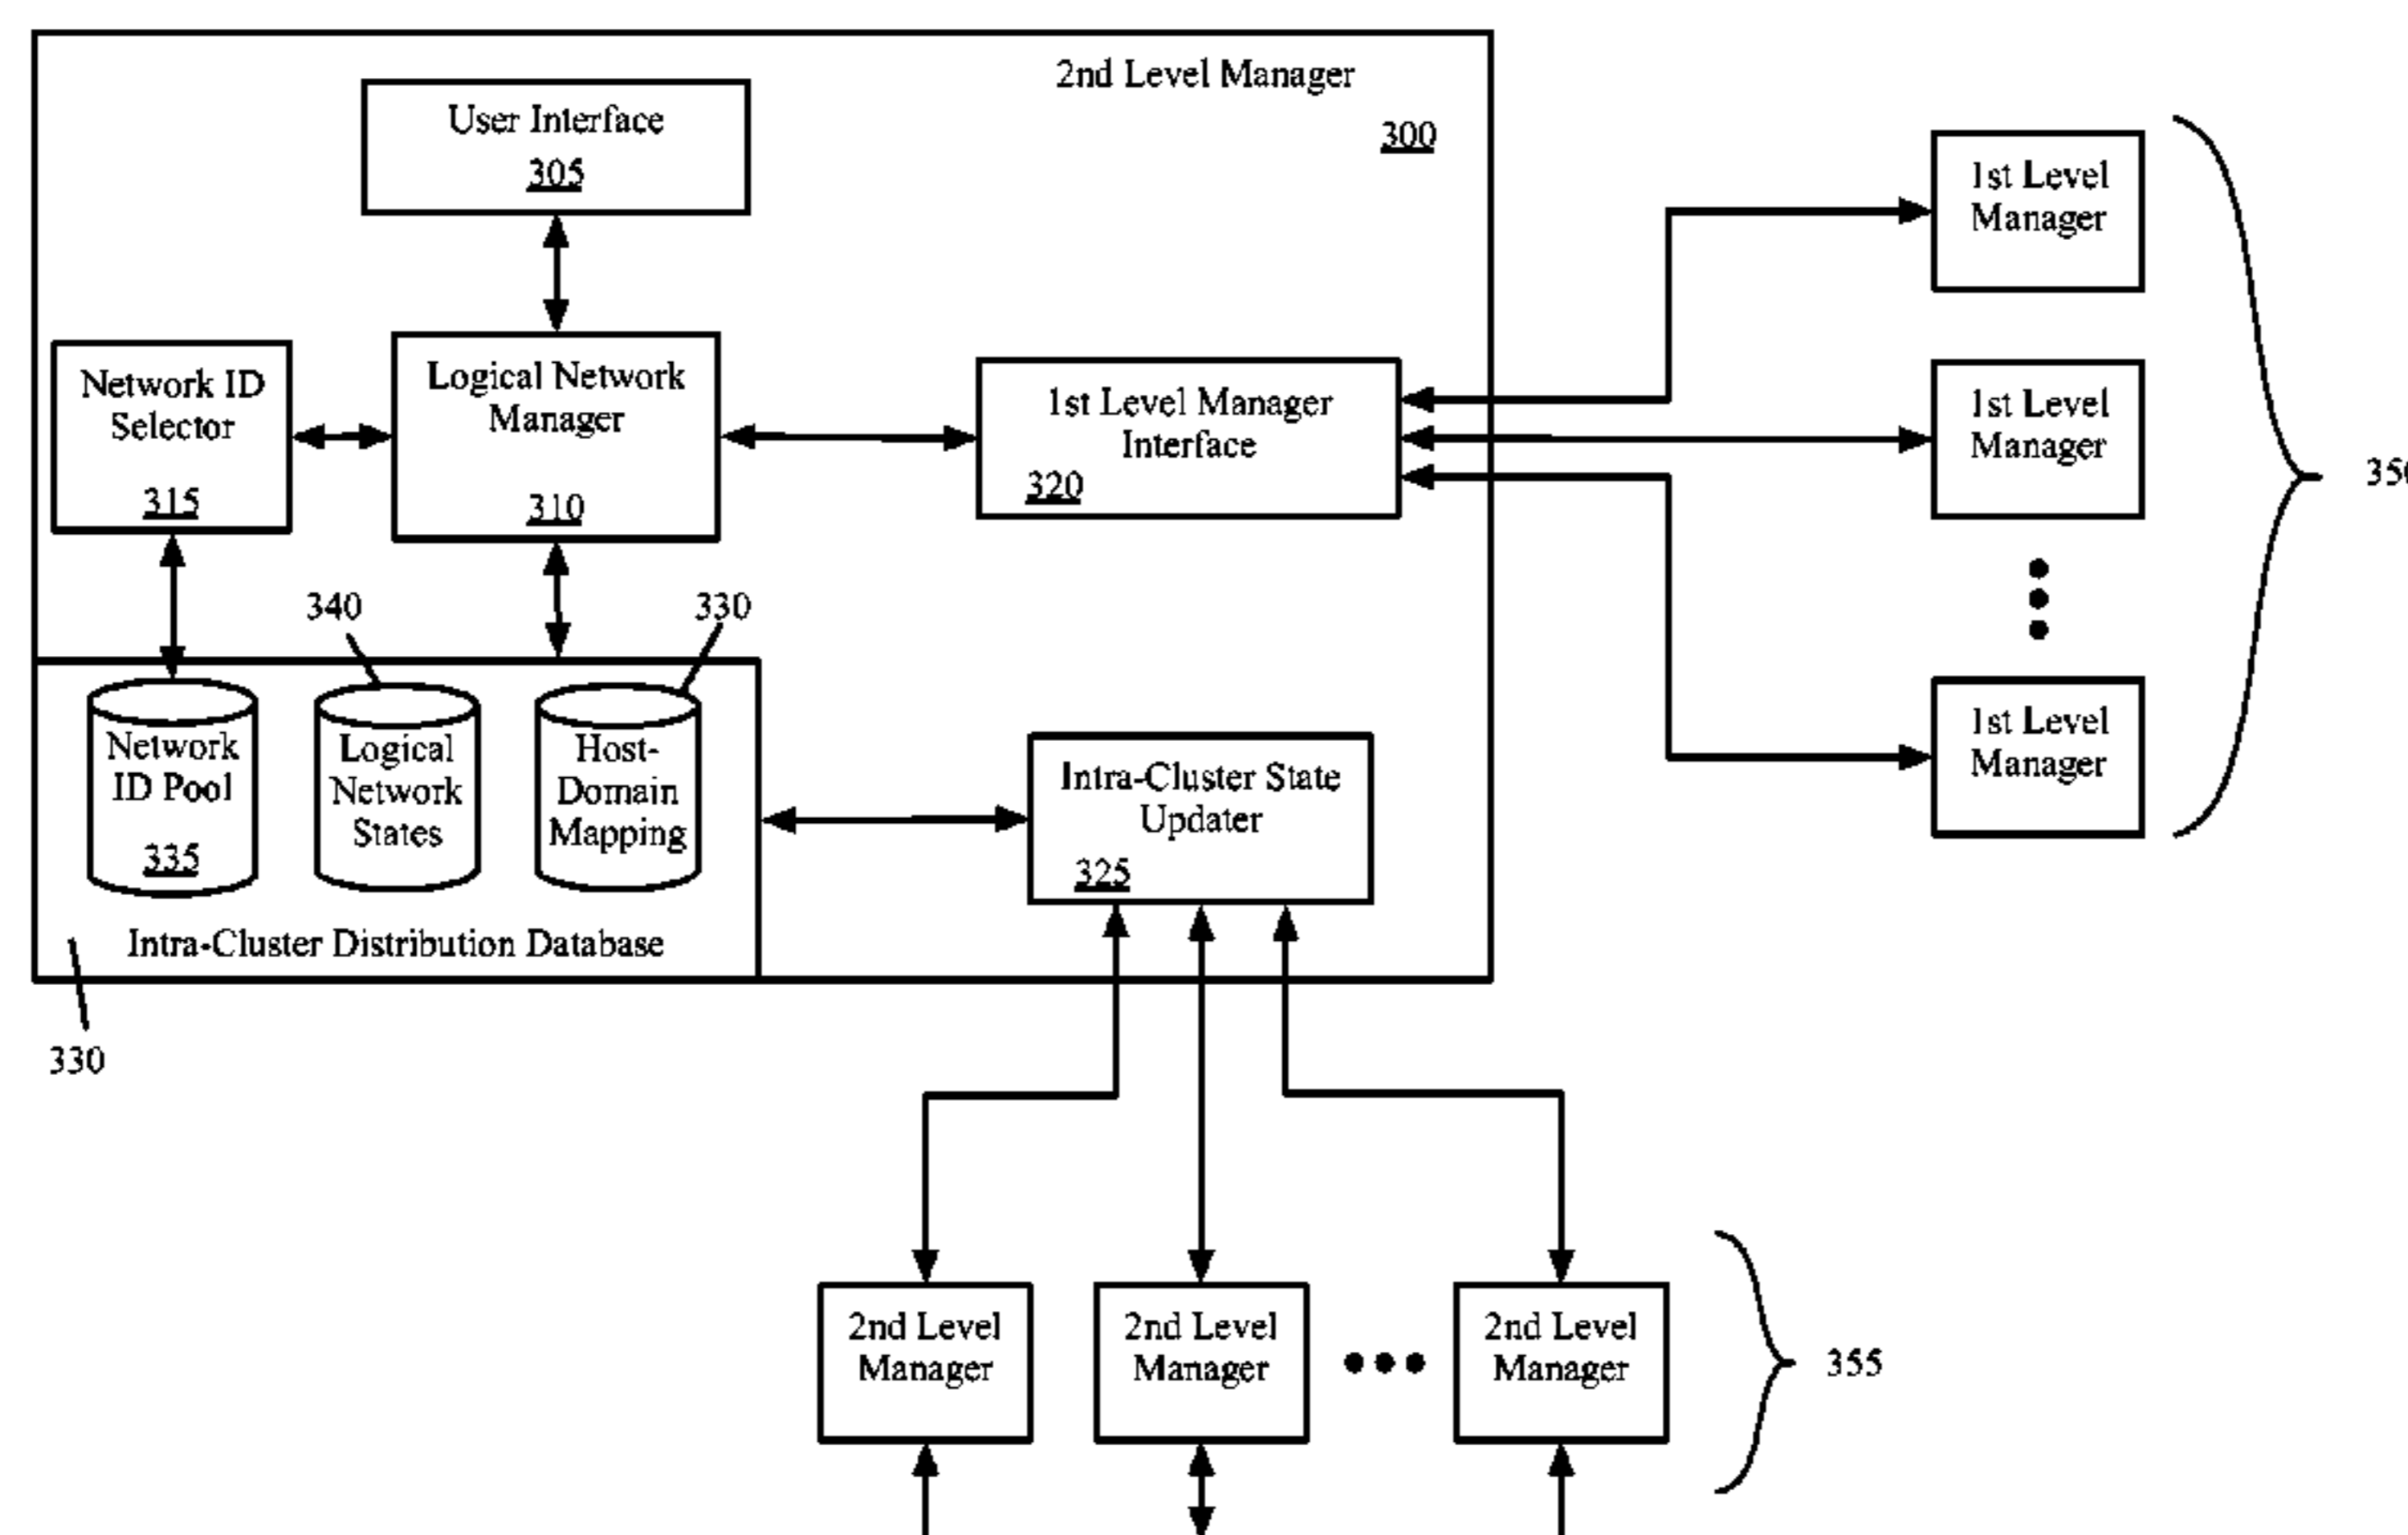 2nd Level Manager
300
User Interface
305
1st Level
Manager
Network ID
Selector
315
Logical Network
Manager
310
1st Level Manager
Interface
320
1st Level
Manager
340
330
1st Level
Manager
Network
ID Pool
335
Logical
Network
States
Host-
Domain
Mapping
Intra-Cluster State
Updater
325
Intra-Cluster Distribution Database
330
2nd Level
Manager
2nd Level
Manager
2nd Level
Manager
355